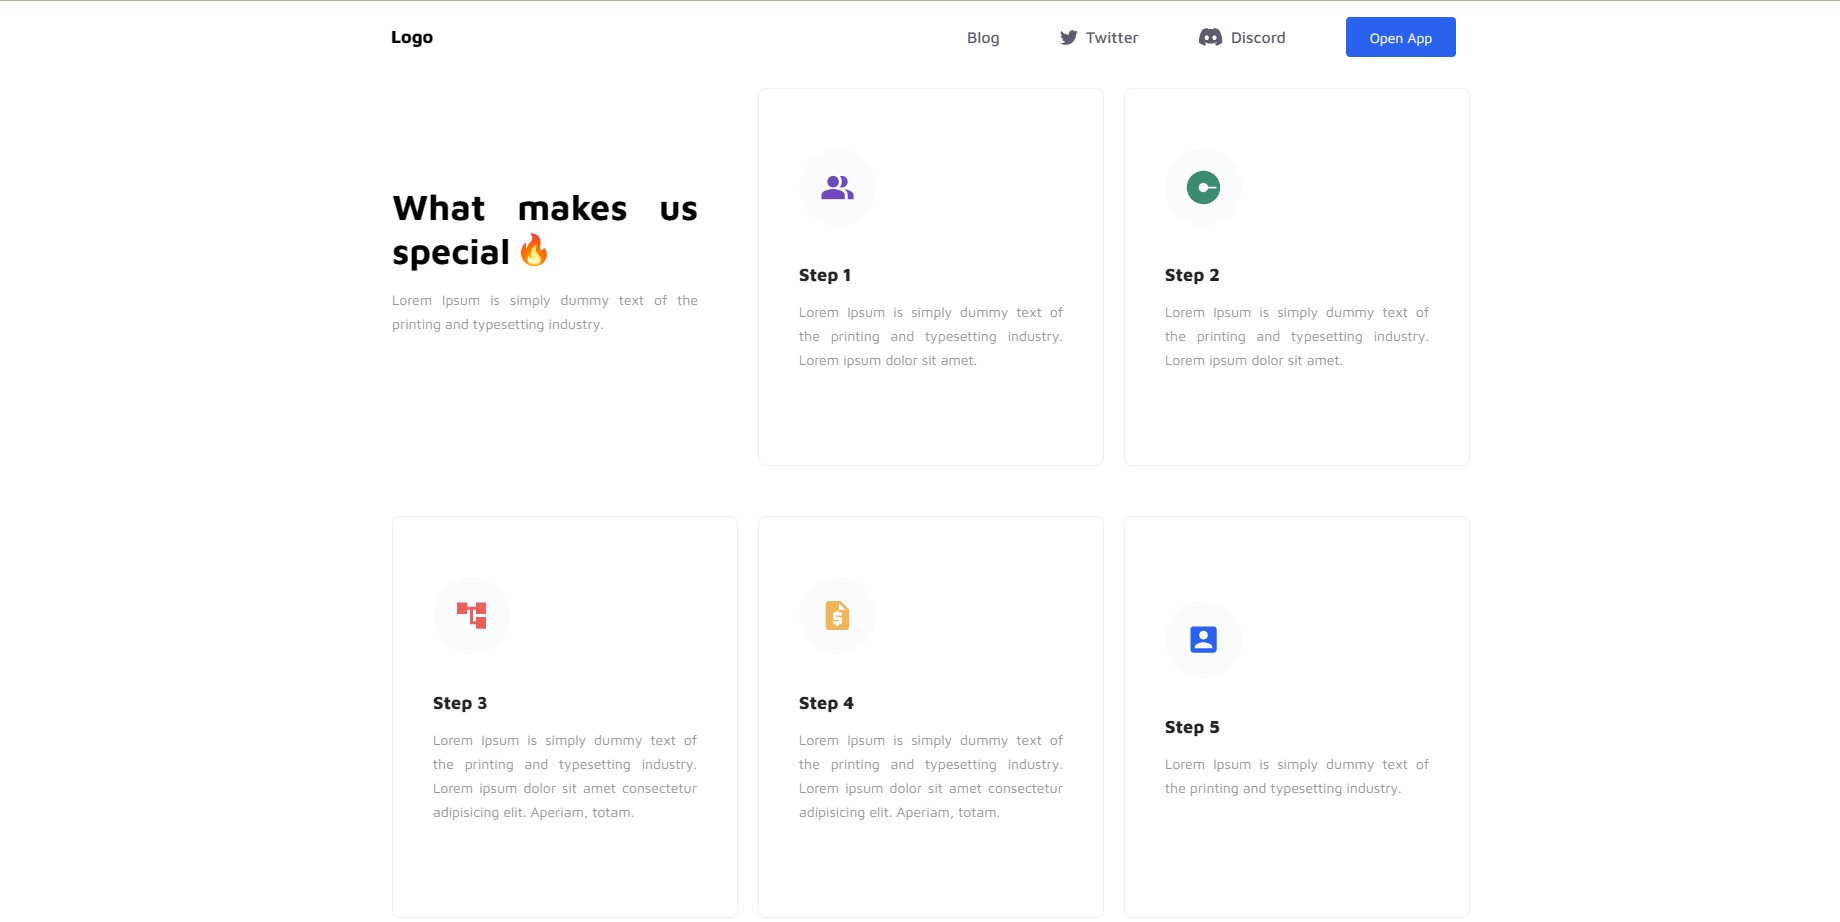 Logo
Blog
Twitter
Discord
Open App
What makes us
special🔥
Lorem Ipsum is simply dummy text of the
printing and typesetting industry.
Step 1
Lorem Ipsum is simply dummy text of
the printing and typesetting industry.
Lorem ipsum dolor sit amet.
Step 2
Lorem Ipsum is simply dummy text of
the printing and typesetting industry.
Lorem ipsum dolor sit amet.
Step 3
Lorem Ipsum is simply dummy text of
the printing and typesetting industry.
Lorem ipsum dolor sit amet consectetur
adipisicing elit. Aperiam, totam.
Step 4
Lorem Ipsum is simply dummy text of
the printing and typesetting industry.
Lorem ipsum dolor sit amet consectetur
adipisicing elit. Aperiam, totam.
Step 5
Lorem Ipsum is simply dummy text of
the printing and typesetting industry.